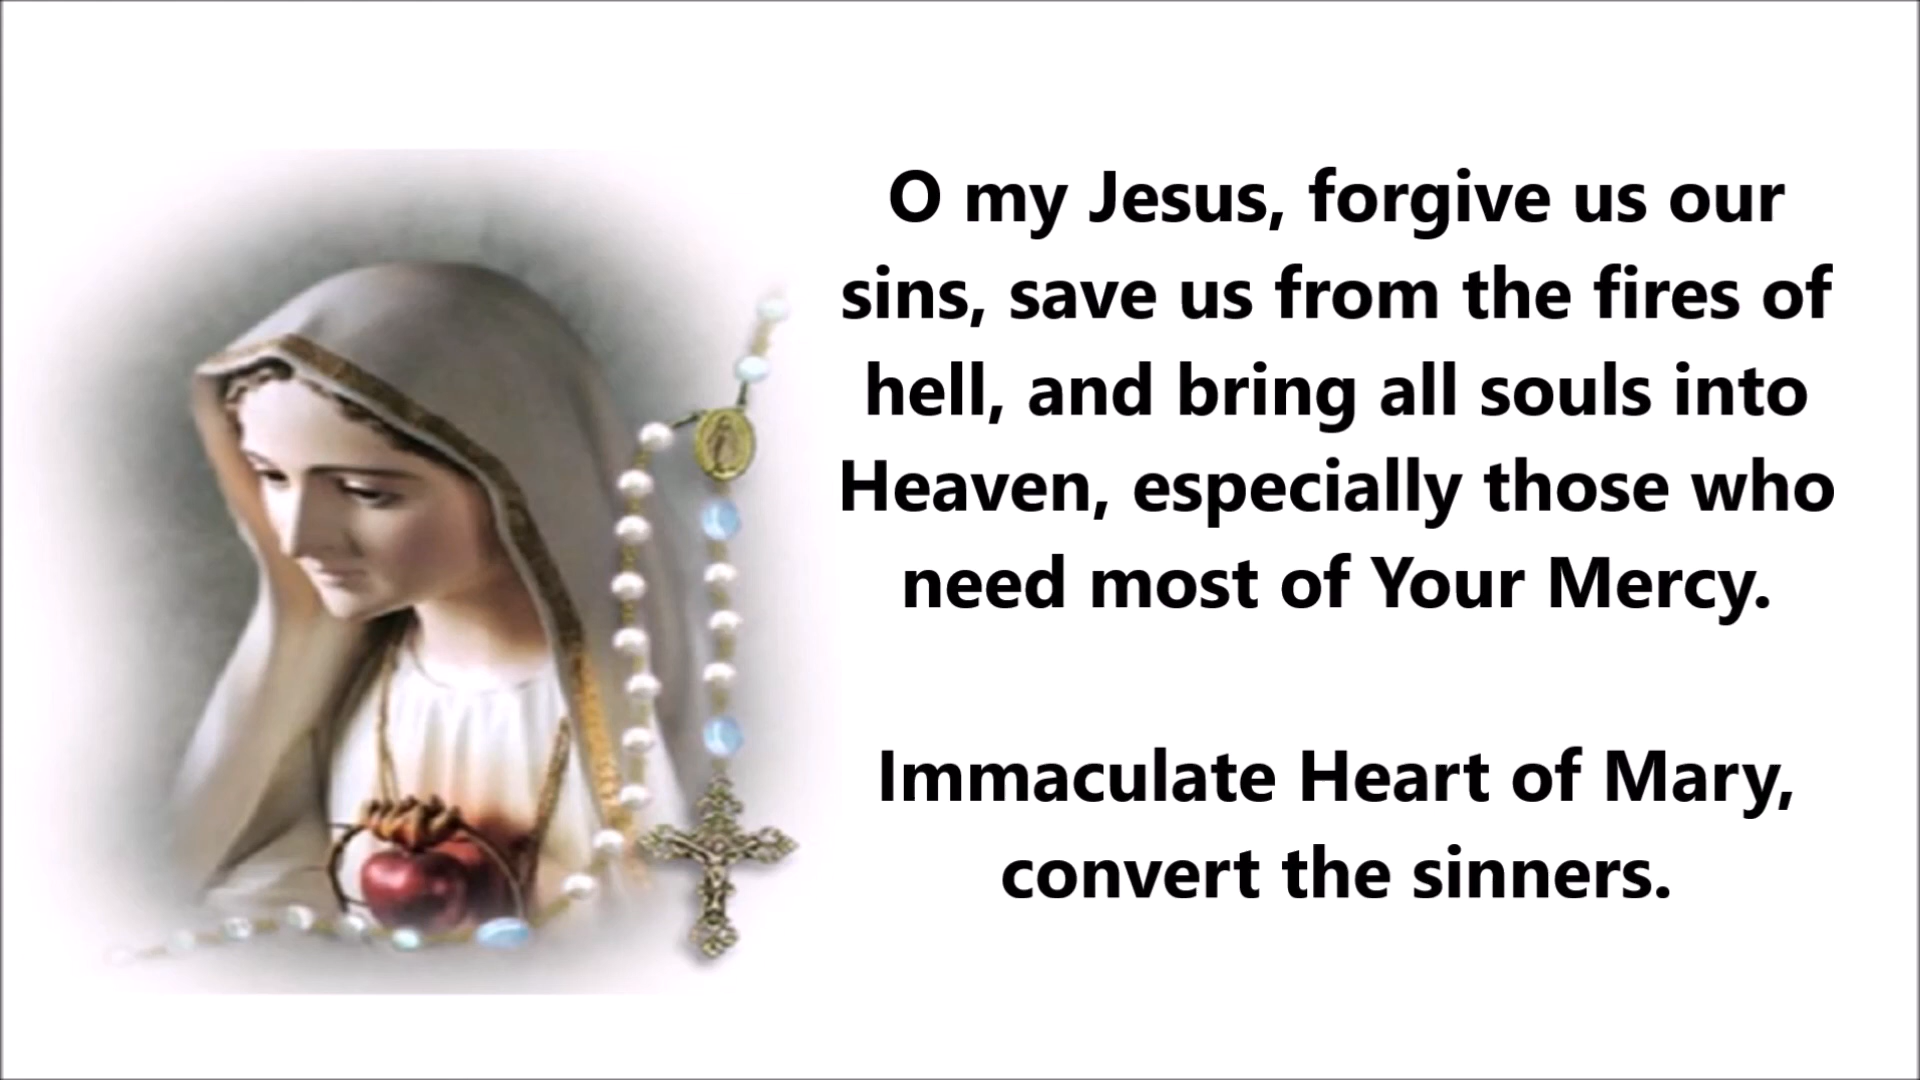 O my Jesus, forgive us our
sins, save us from the fires of
hell, and bring all souls into
Heaven, especially those who
need most of Your Mercy.
Immaculate Heart of Mary,
convert the sinners.